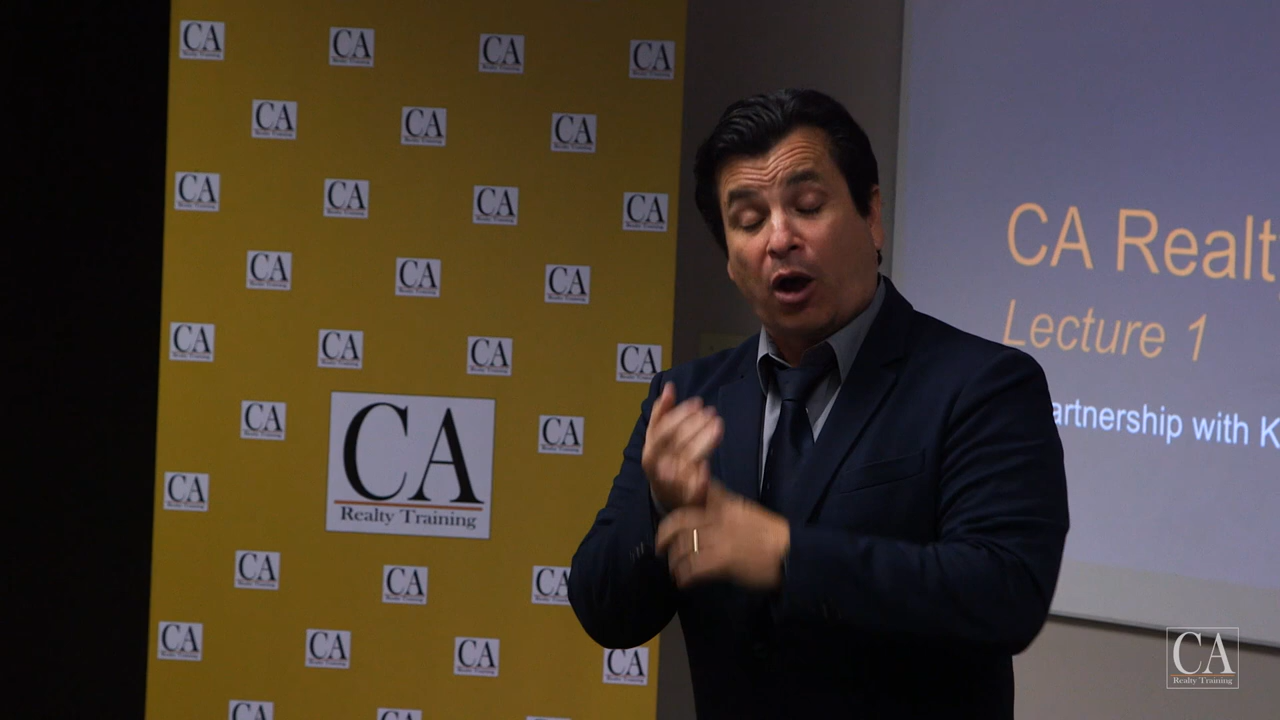 CA
Realty Training
CA Realt
Lecture 1
artnership with K
CA
Realty Training